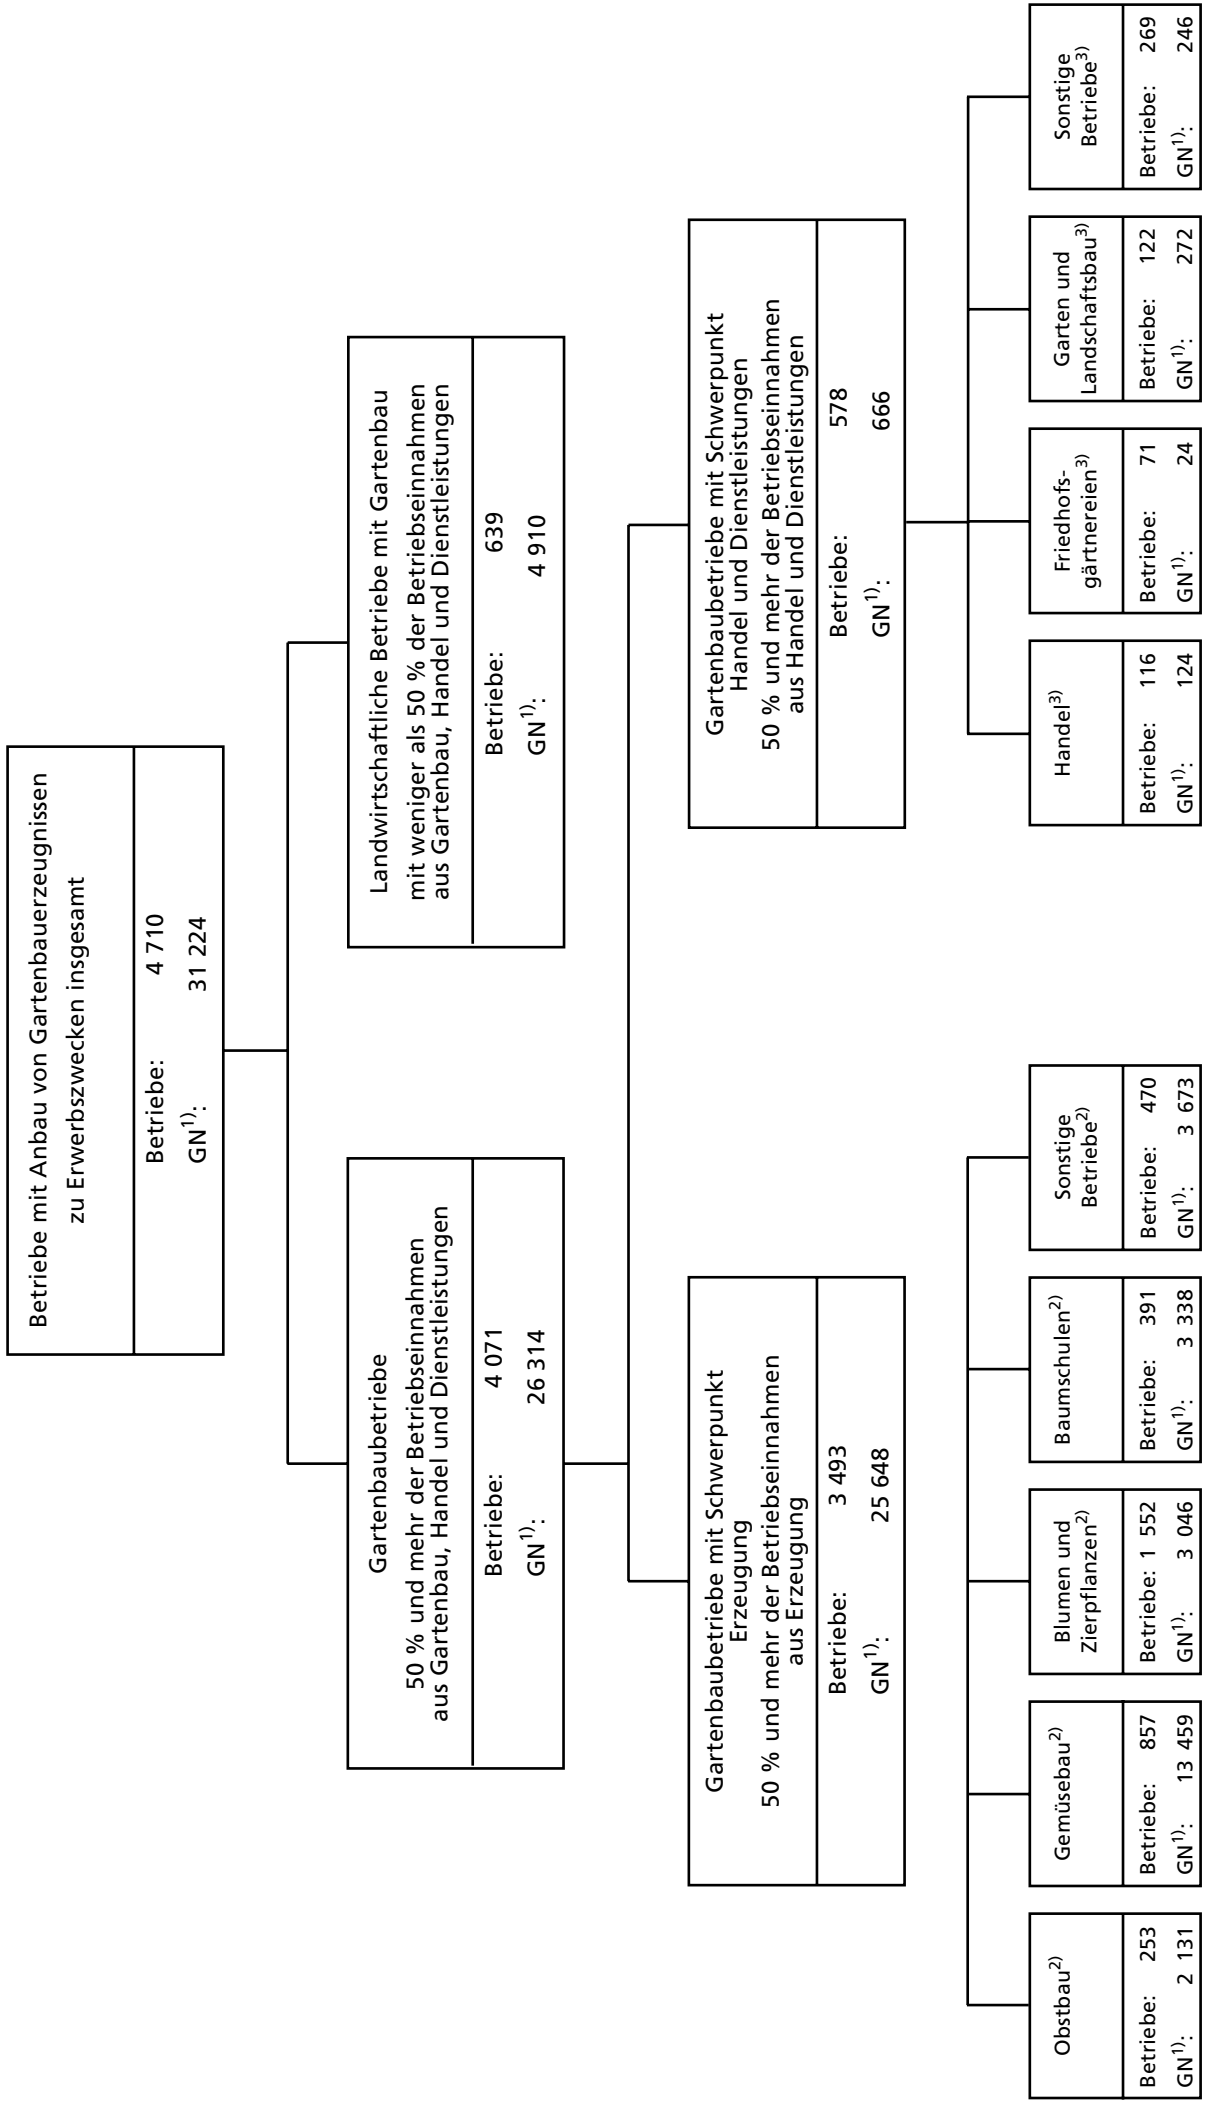 Betriebe mit Anbau von Gartenbauerzeugnissen
zu Erwerbszwecken insgesamt
Betriebe: 4 710
GN1): 31 224
Gartenbaubetriebe
50 % und mehr der Betriebseinnahmen
aus Gartenbau, Handel und Dienstleistungen
Betriebe: 4 071
GN1): 26 314
Landwirtschaftliche Betriebe mit Gartenbau
mit weniger als 50 % der Betriebseinnahmen
aus Gartenbau, Handel und Dienstleistungen
Betriebe: 639
GN1): 4 910
Gartenbaubetriebe mit Schwerpunkt
Erzeugung
50 % und mehr der Betriebseinnahmen
aus Erzeugung
Betriebe: 3 493
GN1): 25 648
Gartenbaubetriebe mit Schwerpunkt
Handel und Dienstleistungen
50 % und mehr der Betriebseinnahmen
aus Handel und Dienstleistungen
Betriebe: 578
GN1): 666
Obstbau2)
Betriebe: 253
GN1): 2 131
Gemüsebau2)
Betriebe: 857
GN1): 13 459
Blumen und
Zierpflanzen2)
Betriebe: 1 552
GN1): 3 046
Baumschulen2)
Betriebe: 391
GN1): 3 338
Sonstige
Betriebe2)
Betriebe: 470
GN1): 3 673
Handel3)
Betriebe: 116
GN1): 124
Friedhofs-
gärtnereien3)
Betriebe: 71
GN1): 24
Garten und
Landschaftsbau3)
Betriebe: 122
GN1): 272
Sonstige
Betriebe3)
Betriebe: 269
GN1): 246